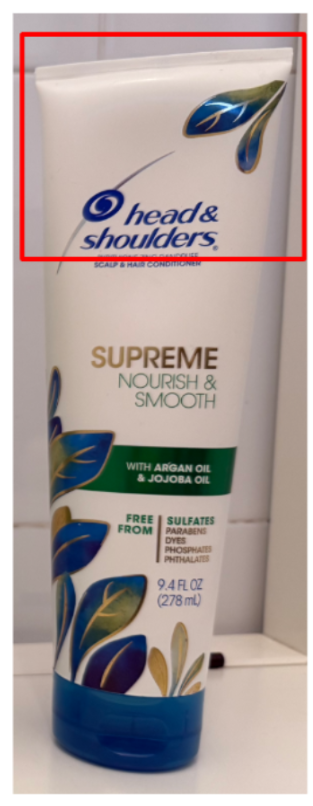 head &
shoulders
SCALP & HAIR CONDITIONER
SUPREME
NOURISH &
SMOOTH
WITH ARGAN OIL
& JOJOBA OIL
FREE FROM
SULFATES
PARABENS
DYES
PHOSPHATES
PHTHALATES
9.4 FL OZ
(278 mL)